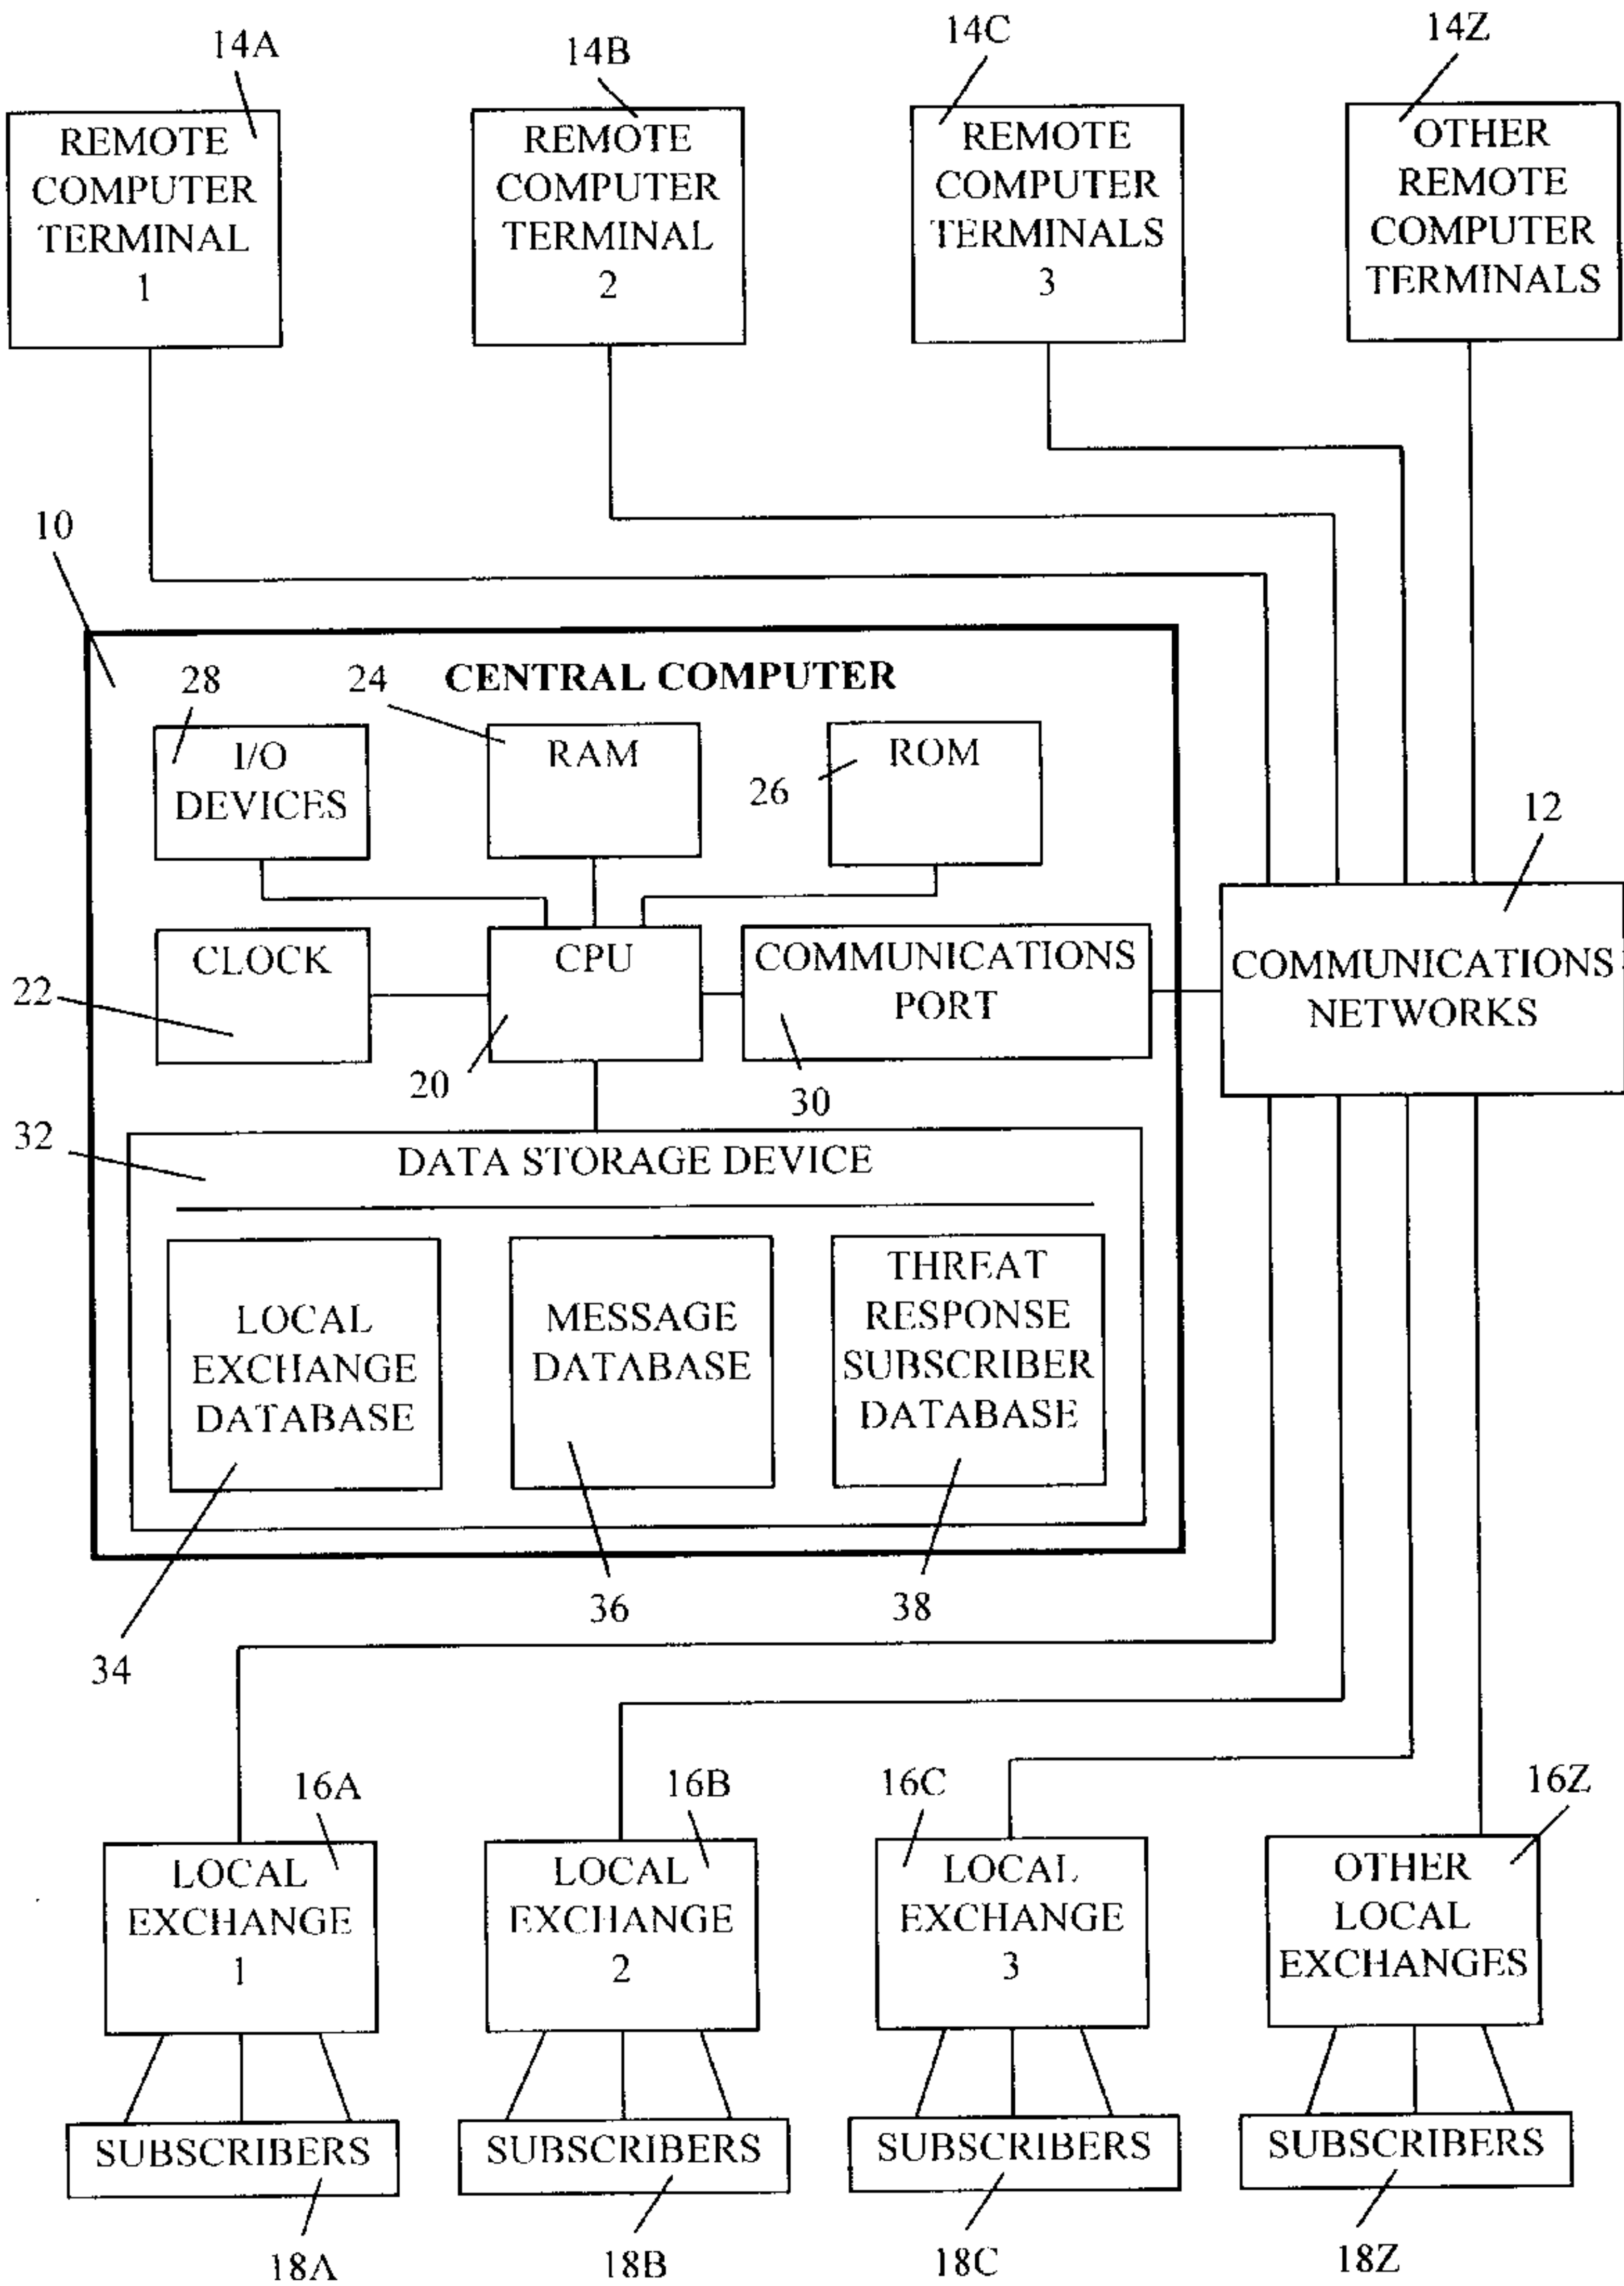 14A
14B
14C
14Z
REMOTE
COMPUTER
TERMINAL
1
REMOTE
COMPUTER
TERMINAL
2
REMOTE
COMPUTER
TERMINALS
3
OTHER
REMOTE
COMPUTER
TERMINALS
10
CENTRAL COMPUTER
28
24
26
I/O
DEVICES
RAM
ROM
12
CLOCK
CPU
COMMUNICATIONS
PORT
COMMUNICATIONS
NETWORKS
22
20
30
32
DATA STORAGE DEVICE
LOCAL
EXCHANGE
DATABASE
MESSAGE
DATABASE
THREAT
RESPONSE
SUBSCRIBER
DATABASE
34
36
38
16A
16B
16C
16Z
LOCAL
EXCHANGE
1
LOCAL
EXCHANGE
2
LOCAL
EXCHANGE
3
OTHER
LOCAL
EXCHANGES
SUBSCRIBERS
SUBSCRIBERS
SUBSCRIBERS
SUBSCRIBERS
18A
18B
18C
18Z